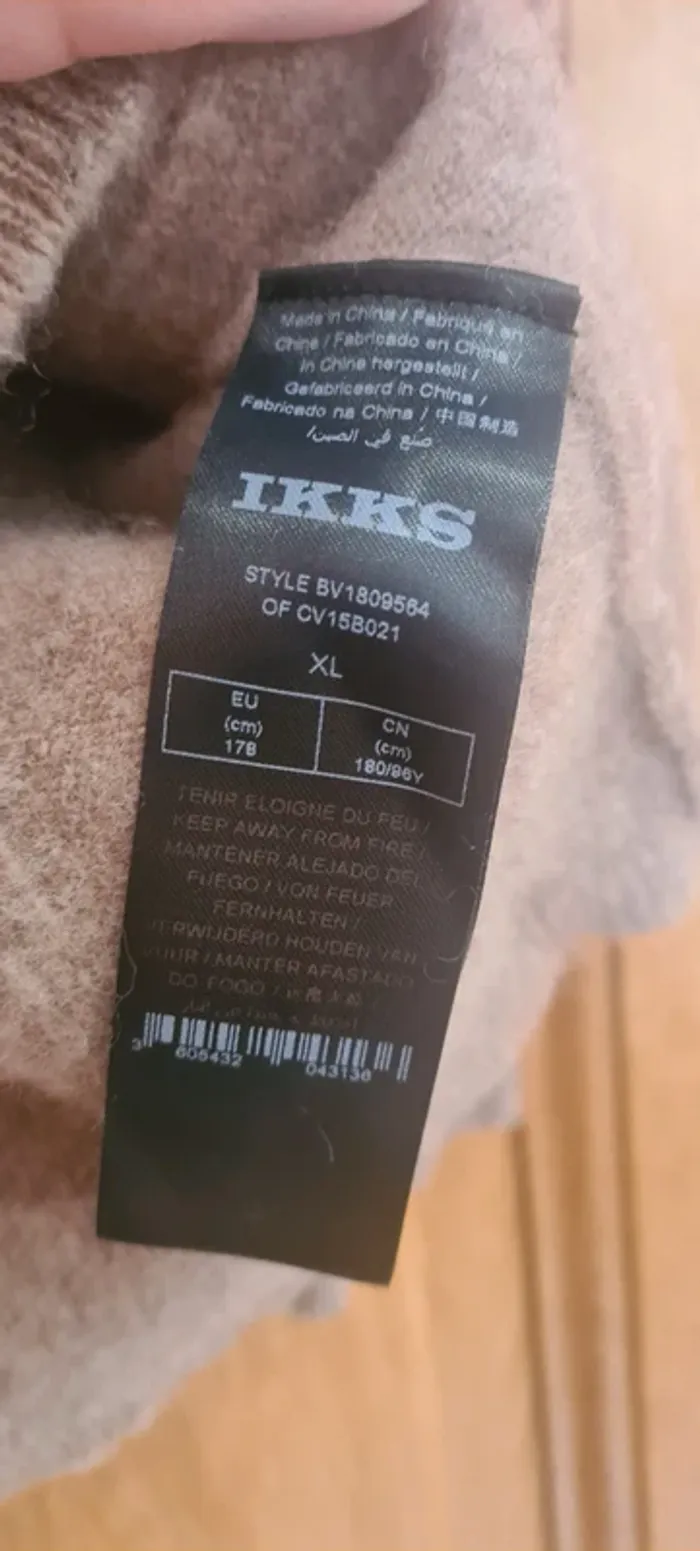 Made in China / Fabriqué en
Chine / Fabricado en China /
In China hergestellt /
Gefabriceerd in China /
Fabricado na China / 中国制造
صنع في الصين/
IKKS
STYLE BV1809564
OF CV15B021
XL
EU
(cm)
178
CN
(cm)
180/96Y
TENIR ELOIGNE DU FEU /
KEEP AWAY FROM FIRE /
MANTENER ALEJADO DEL
FUEGO / VON FEUER
FERNHALTEN /
VERWIJDERD HOUDEN VAN
VUUR / MANTER AFASTADO
DO FOGO /
3 605432 043136